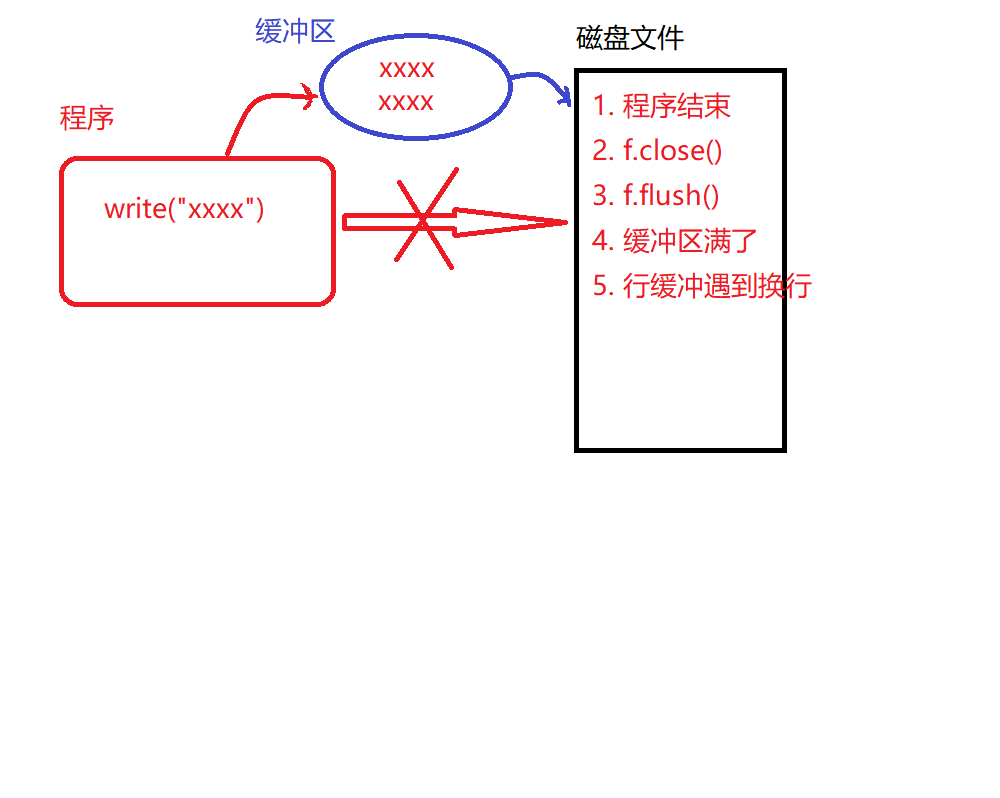 缓冲区
磁盘文件
程序
xxxx
xxxx
write("xxxx")
1. 程序结束
2. f.close()
3. f.flush()
4. 缓冲区满了
5. 行缓冲遇到换行